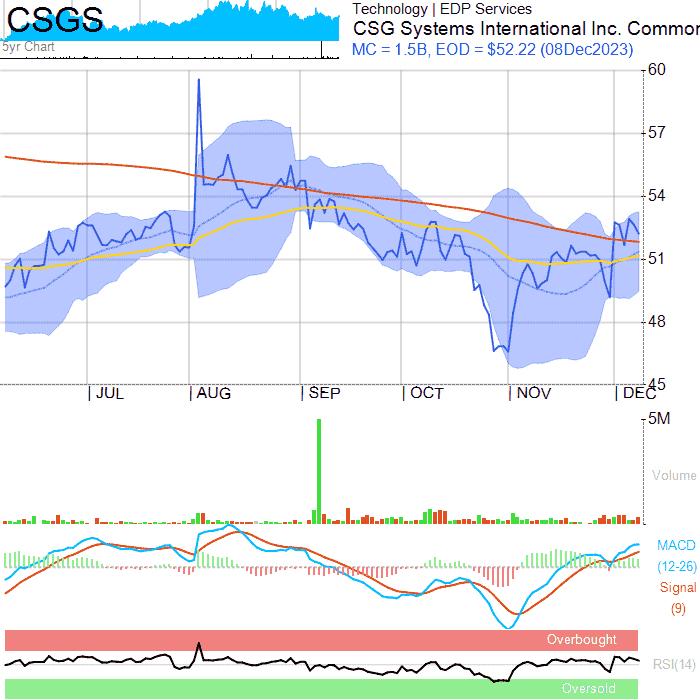 CSGS
5yr Chart
Technology | EDP Services
CSG Systems International Inc. Common
MC = 1.5B, EOD = $52.22 (08Dec2023)
60
57
54
51
48
45
JUL AUG SEP OCT NOV DEC
5M
Volume
MACD
(12-26)
Signal
(9)
Overbought
RSI(14)
Oversold